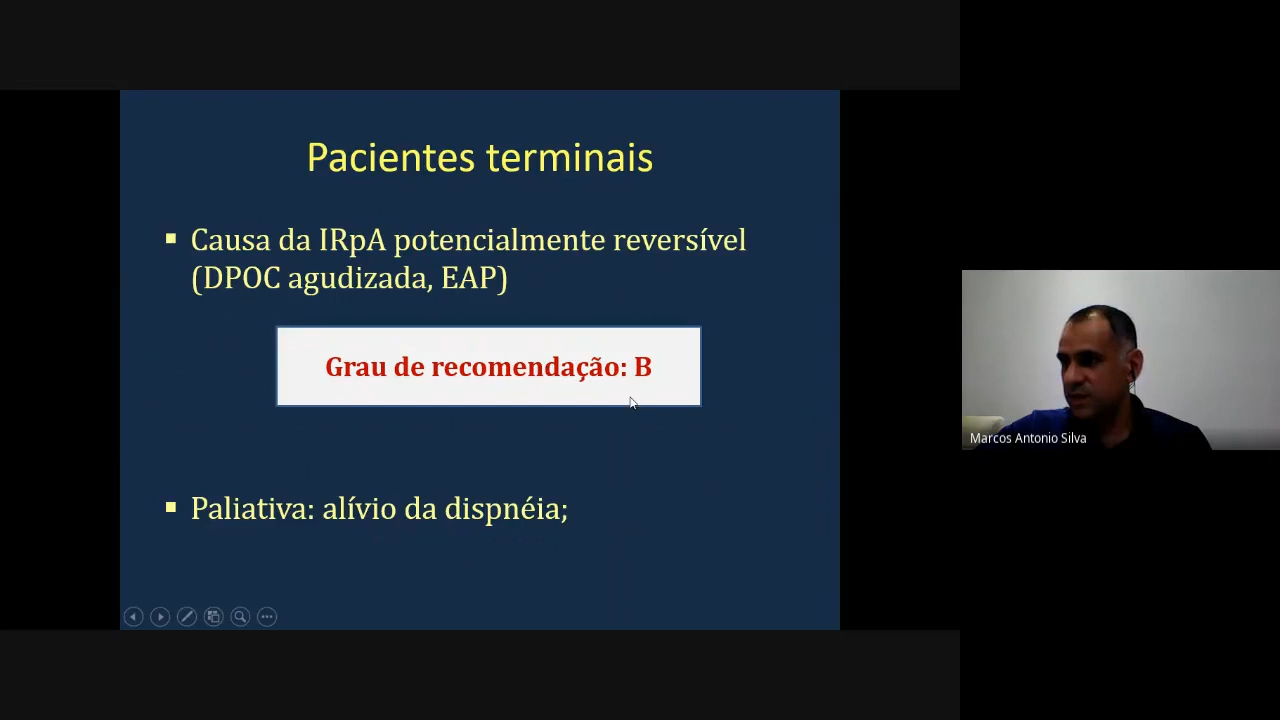 Pacientes terminais
Causa da IRpA potencialmente reversível
(DPOC agudizada, EAP)
Grau de recomendação: B
Paliativa: alívio da dispnéia;
Marcos Antonio Silva